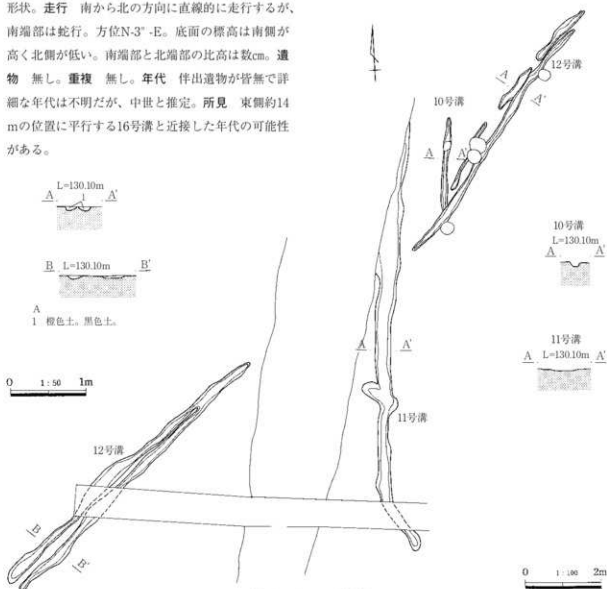 形状。走行　南から北の方向に直線的に走行するが、
南端部は蛇行。方位N-3°-E。底面の標高は南側が
高く北側が低い。南端部と北端部の比高は数cm。遺
物　無し。重複　無し。年代　伴出遺物が皆無で詳
細な年代は不明だが、中世と推定。所見　東側約14
mの位置に平行する16号溝と近接した年代の可能性
がある。
L=130.10m
A 1 A'
B L=130.10m B'
A
1 橙色土。黒色土。
0 1:50 1m
12号溝
A
A'
10号溝
A A'
10号溝
L=130.10m
A A'
11号溝
A L=130.10m A'
A A'
11号溝
12号溝
B
B'
0 1:100 2m